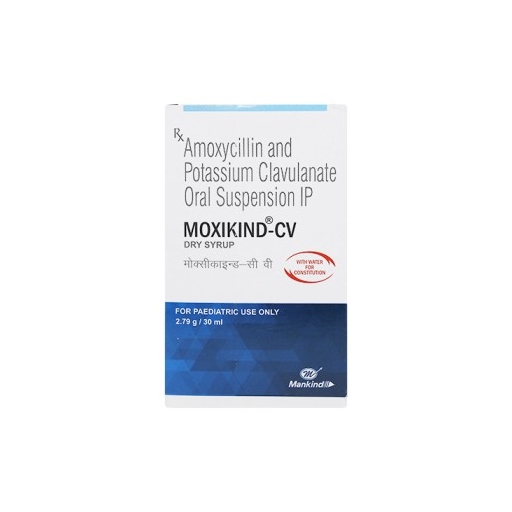 Rx Amoxycillin and
Potassium Clavulanate
Oral Suspension IP
MOXIKIND®-CV
DRY SYRUP
मोक्सीकाइन्ड-सी वी
WITH WATER
FOR
CONSTITUTION
FOR PAEDIATRIC USE ONLY
2.79 g / 30 ml
Mankind